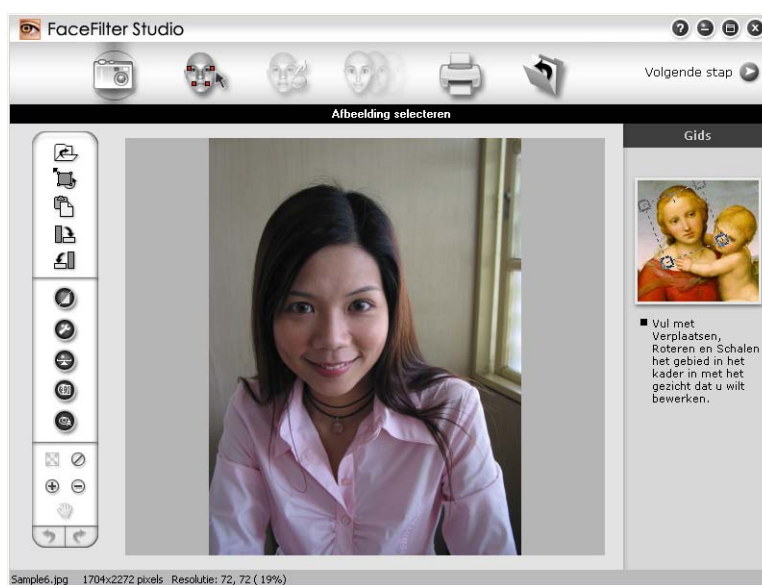 FaceFilter Studio
Volgende stap
Afbeelding selecteren
Gids
Vul met
Verplaatsen,
Roteren en Schalen
het gebied in het
kader in met het
gezicht dat u wilt
bewerken.
Sample6.jpg 1704x2272 pixels Resolutie: 72, 72 ( 19%)